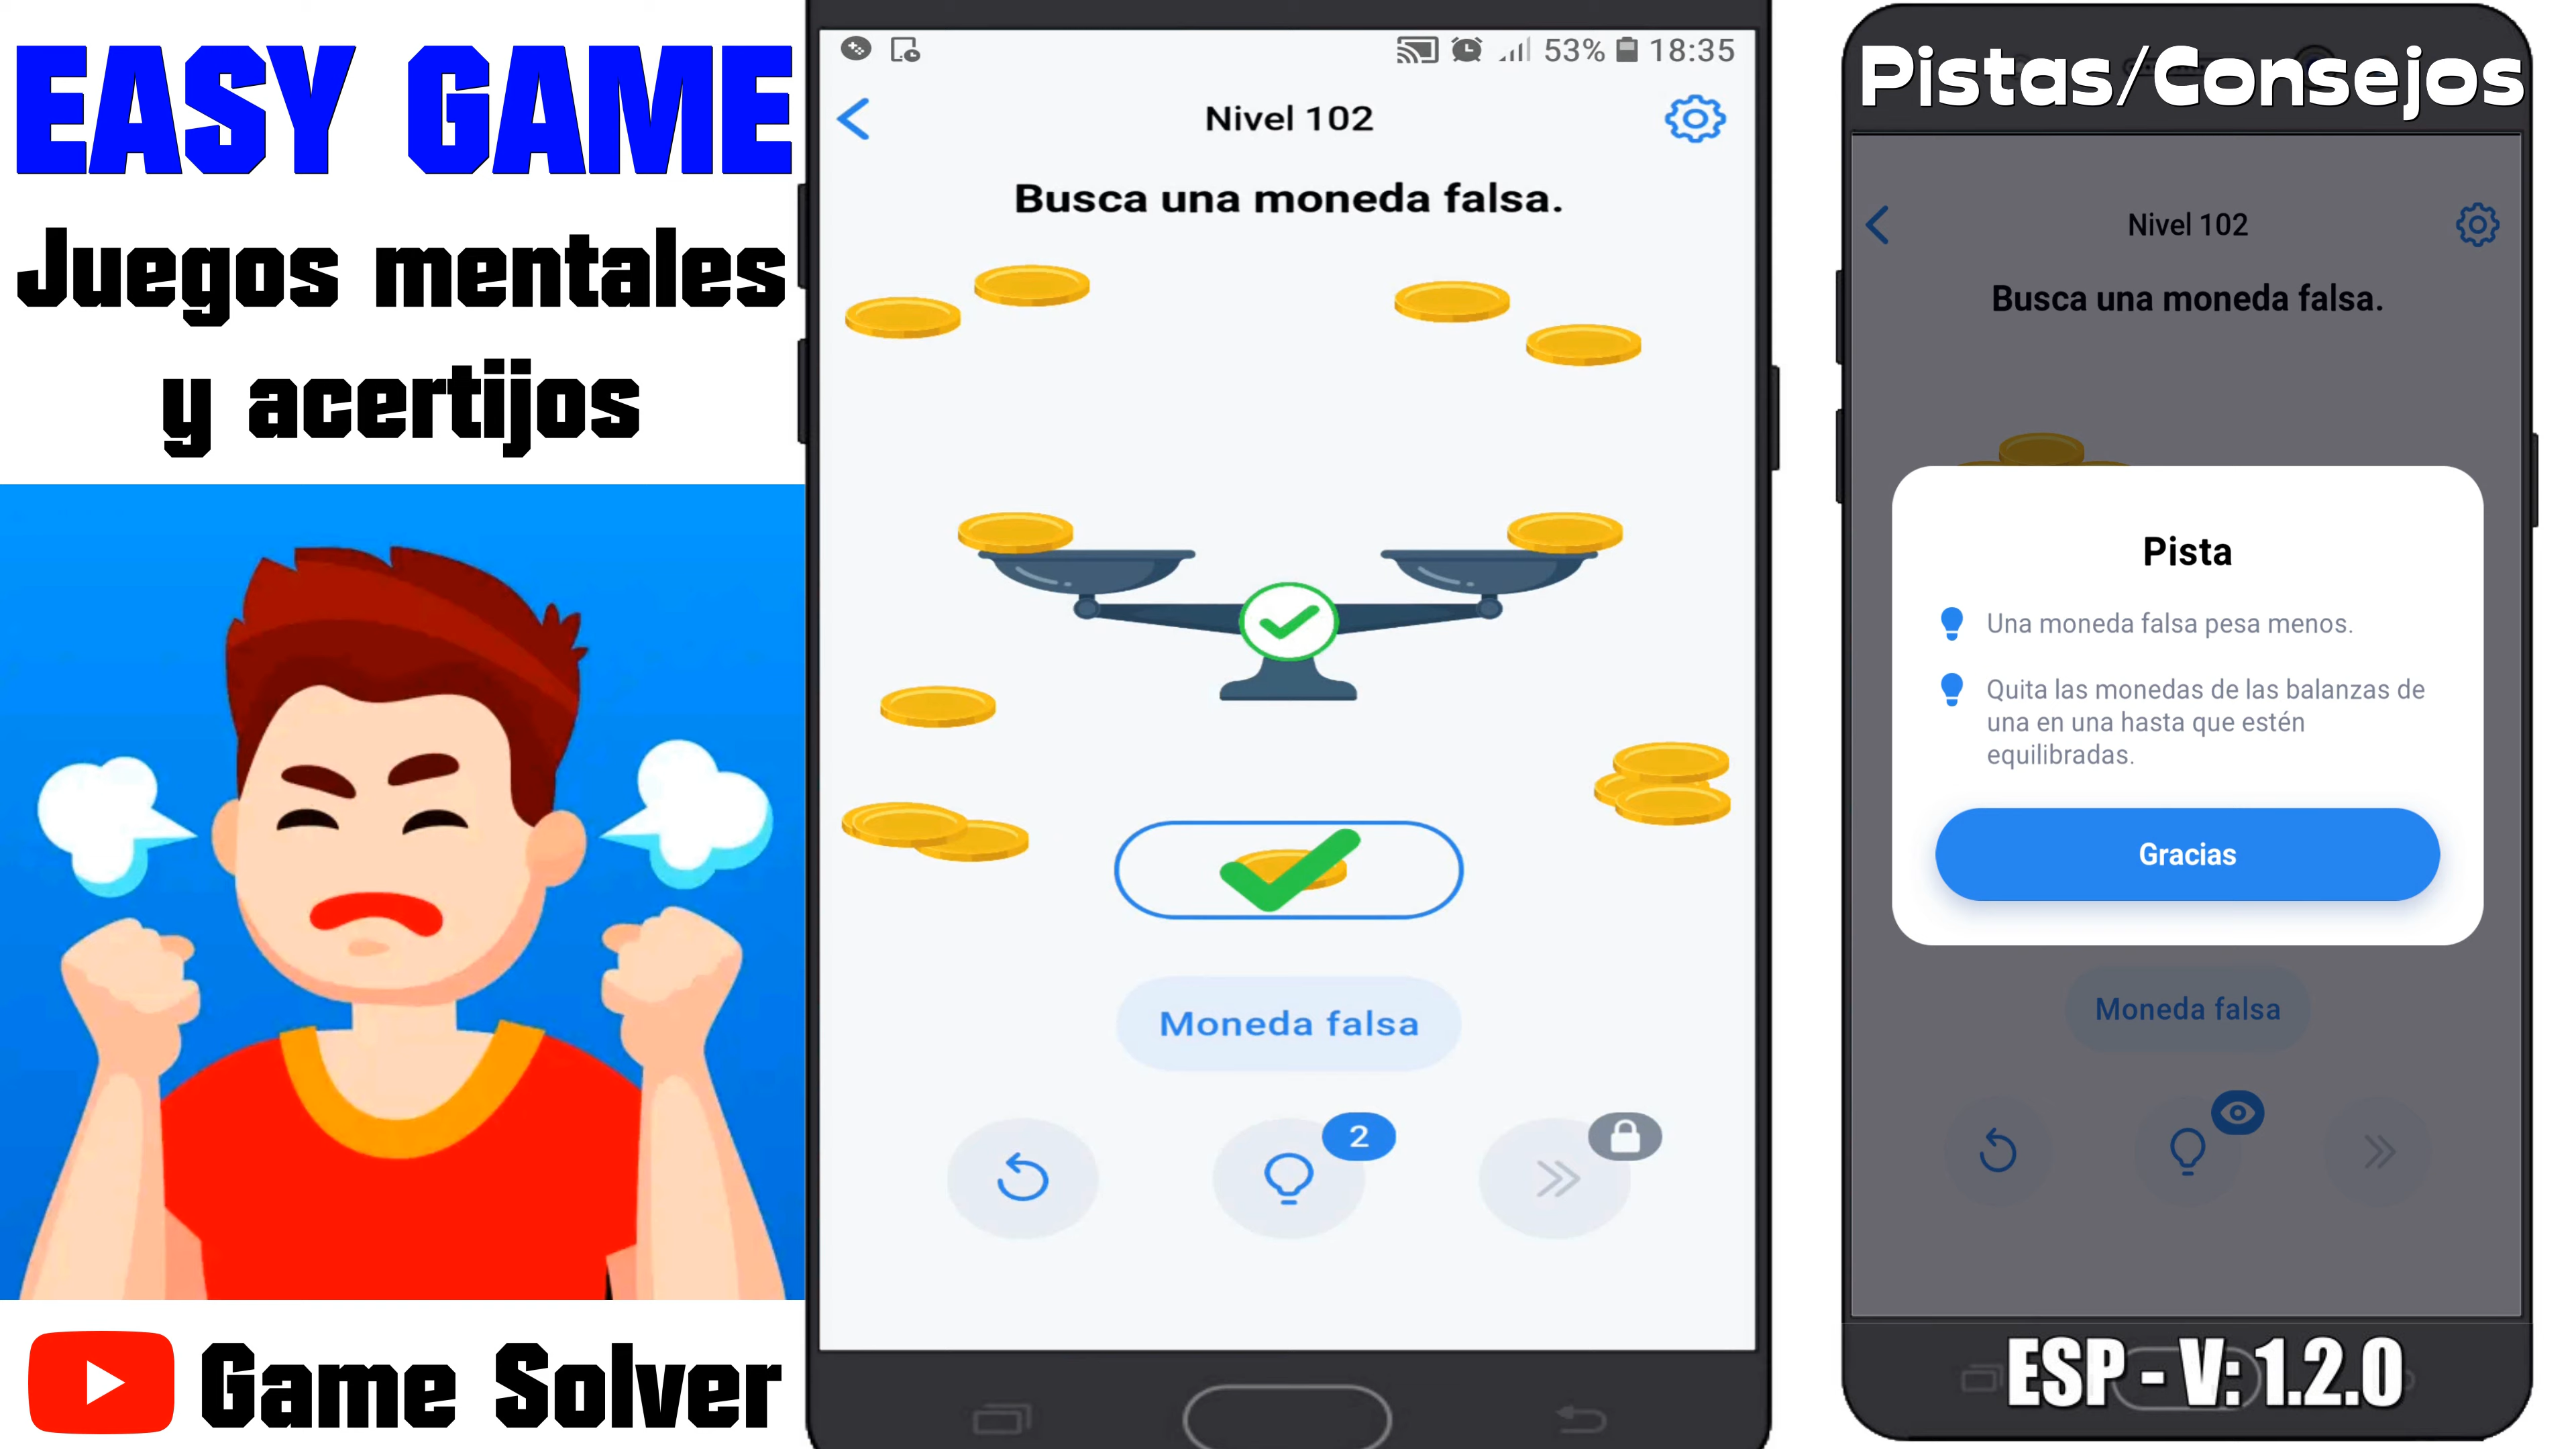 EASY GAME
Juegos mentales
y acertijos
Game Solver
53% 18:35
Nivel 102
Busca una moneda falsa.
Moneda falsa
2
Pistas/Consejos
Nivel 102
Busca una moneda falsa.
Pista
Una moneda falsa pesa menos.
Quita las monedas de las balanzas de
una en una hasta que estén
equilibradas.
Gracias
Moneda falsa
ESP - V: 1.2.0